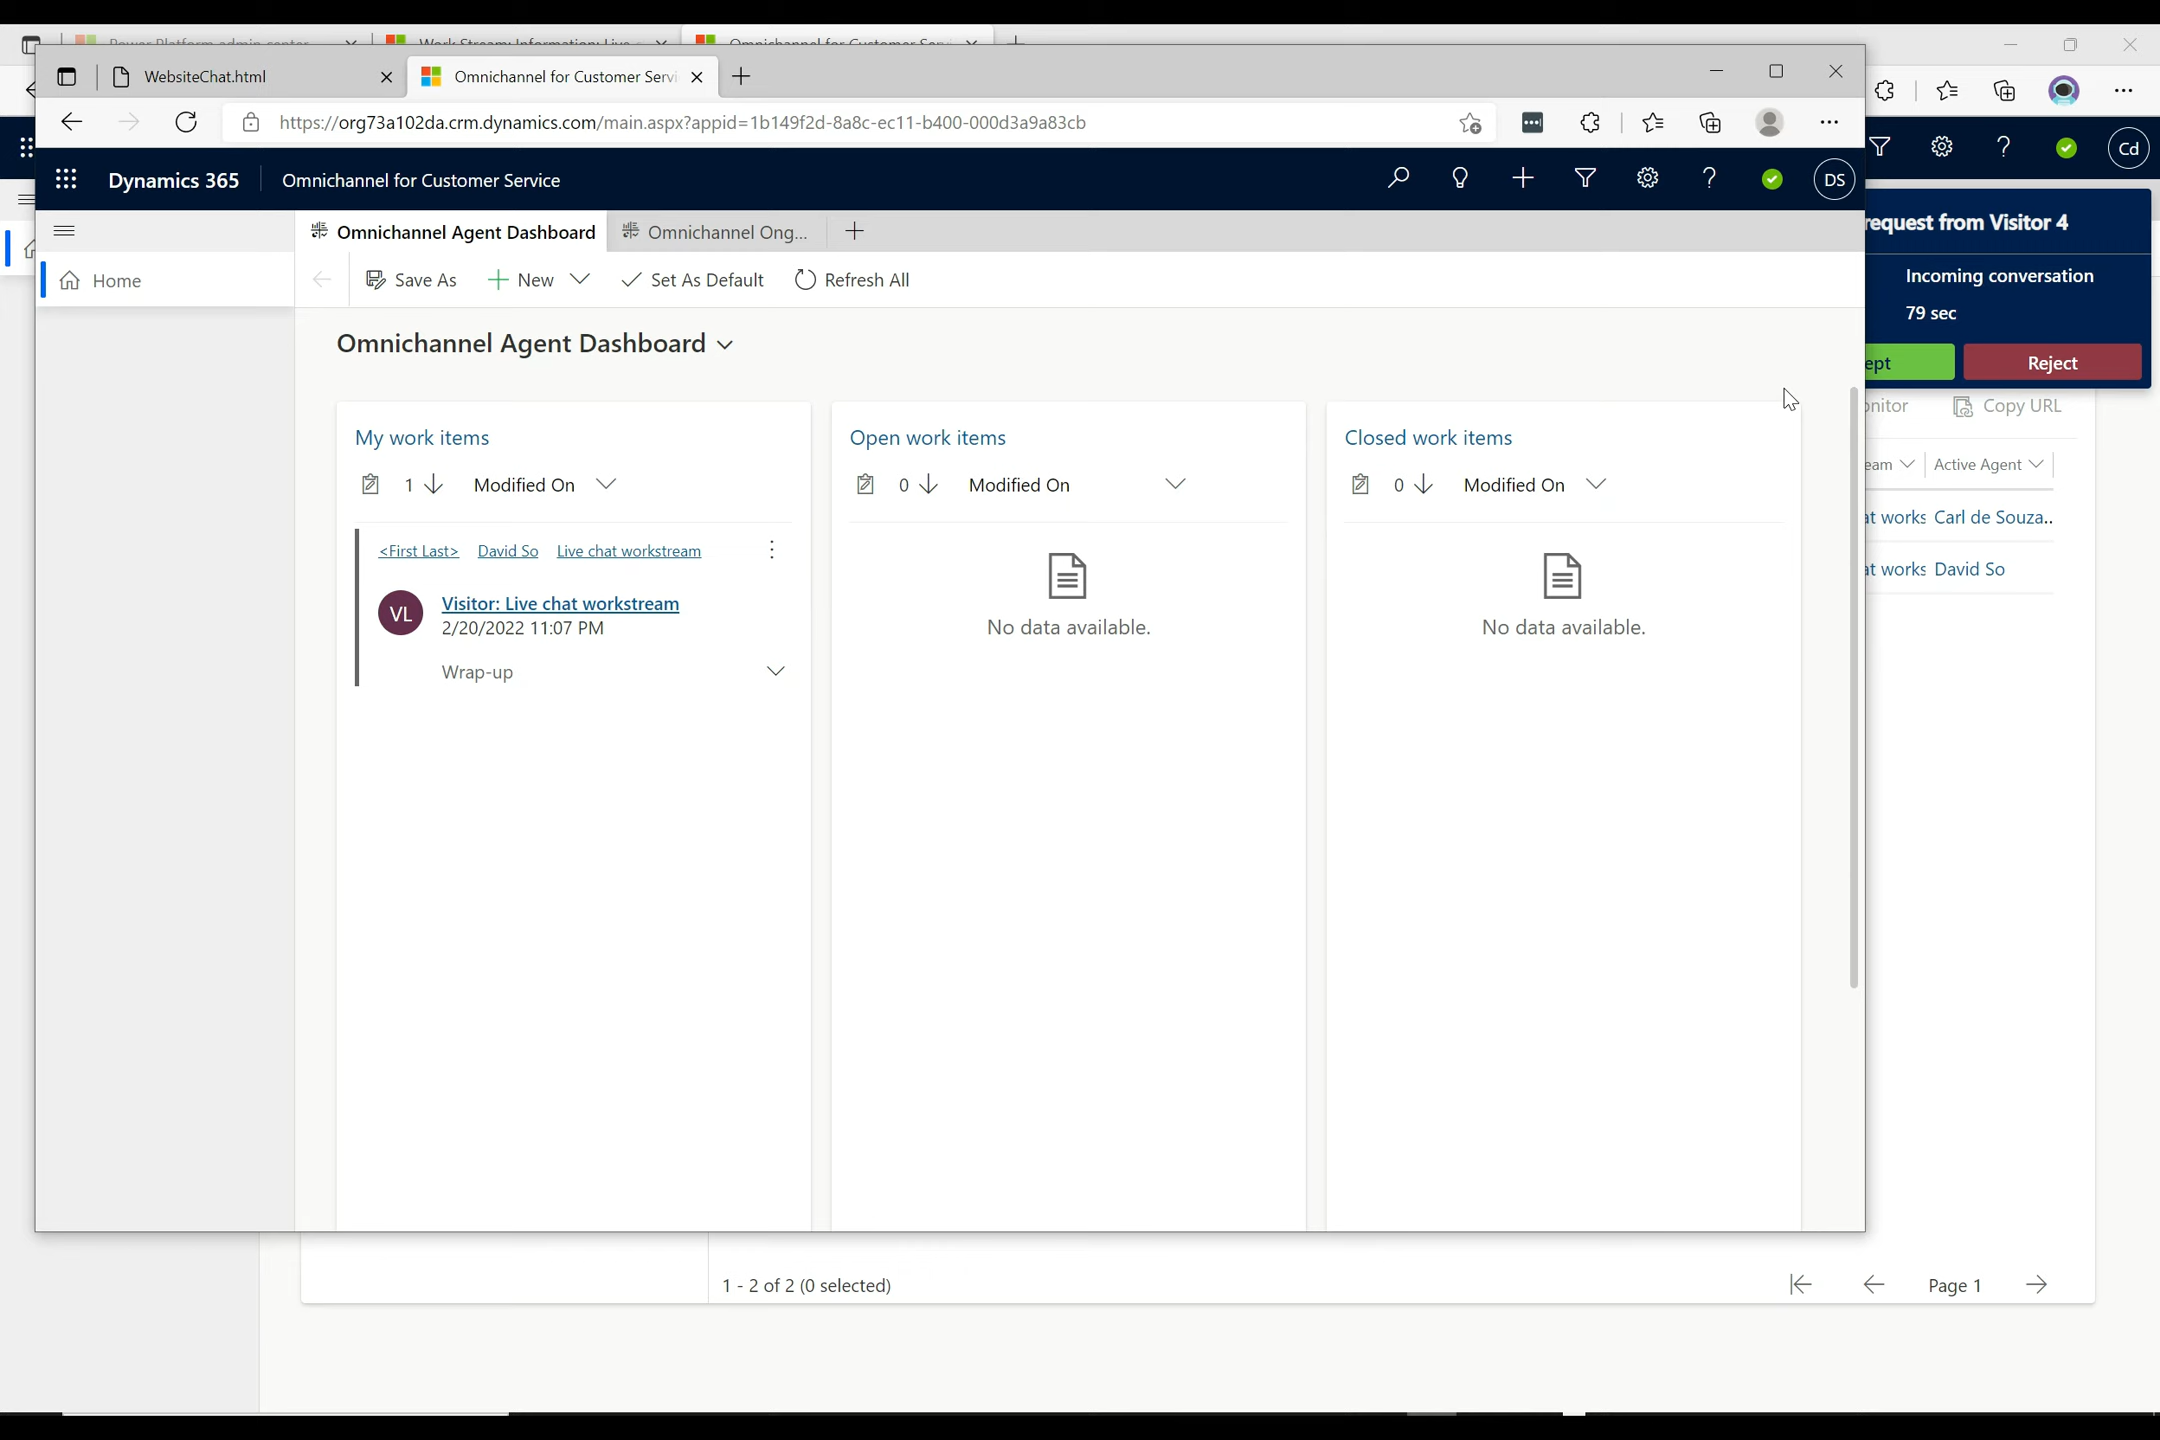 WebsiteChat.html
Omnichannel for Customer Servi
https://org73a102da.crm.dynamics.com/main.aspx?appid=1b149f2d-8a8c-ec11-b400-000d3a9a83cb
Dynamics 365
Omnichannel for Customer Service
DS
Cd
Omnichannel Agent Dashboard
Omnichannel Ong...
request from Visitor 4
Home
Save As
New
Set As Default
Refresh All
Incoming conversation
79 sec
Omnichannel Agent Dashboard
ept
Reject
nitor
Copy URL
My work items
Open work items
Closed work items
eam
Active Agent
1
Modified On
0
Modified On
0
Modified On
at works
Carl de Souza..
<First Last>
David So
Live chat workstream
at works
David So
VL
Visitor: Live chat workstream
2/20/2022 11:07 PM
No data available.
No data available.
Wrap-up
1 - 2 of 2 (0 selected)
Page 1